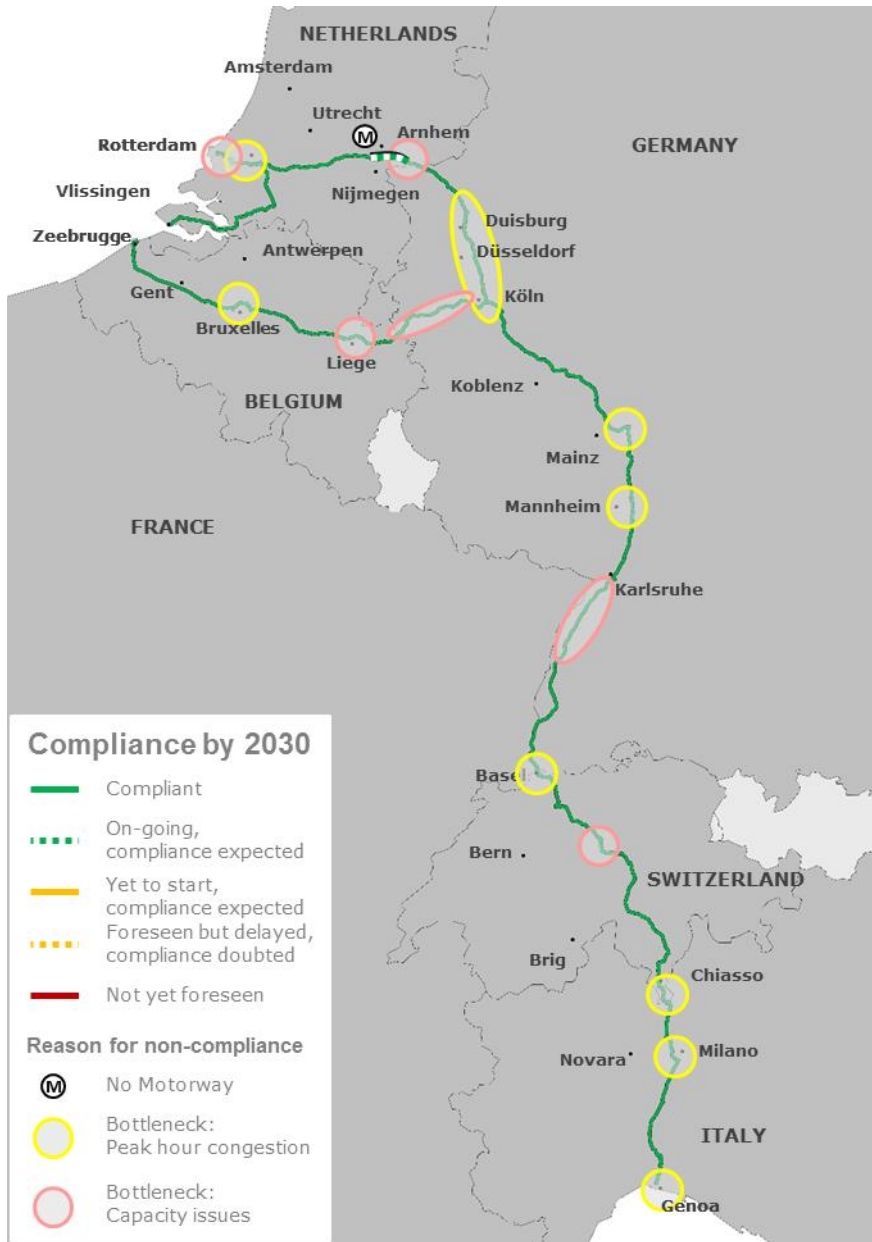 NETHERLANDS
Amsterdam
Utrecht
M
Arnhem
Rotterdam
GERMANY
Nijmegen
Vlissingen
Zeebrugge
Duisburg
Antwerpen
Düsseldorf
Gent
Köln
Bruxelles
Liege
Koblenz
BELGIUM
Mainz
Mannheim
FRANCE
Karlsruhe
Basel
Bern
SWITZERLAND
Brig
Chiasso
Novara
Milano
ITALY
Genoa
Compliance by 2030
Compliant
On-going,
compliance expected
Yet to start,
compliance expected
Foreseen but delayed,
compliance doubted
Not yet foreseen
Reason for non-compliance
M
No Motorway
Bottleneck:
Peak hour congestion
Bottleneck:
Capacity issues